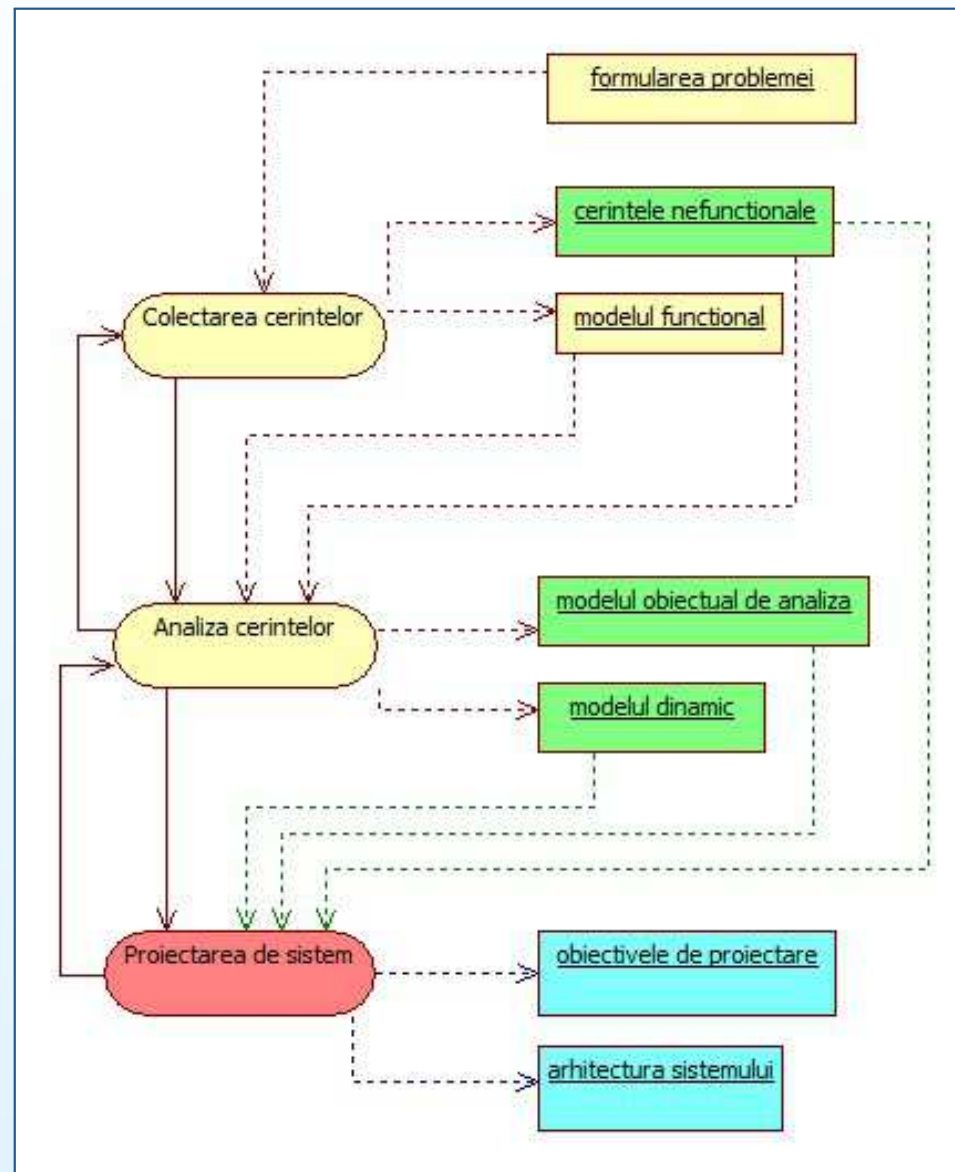 formularea problemei
cerintele nefunctionale
Colectarea cerintelor
modelul functional
modelul obiectual de analiza
Analiza cerintelor
modelul dinamic
Proiectarea de sistem
obiectivele de proiectare
arhitectura sistemului